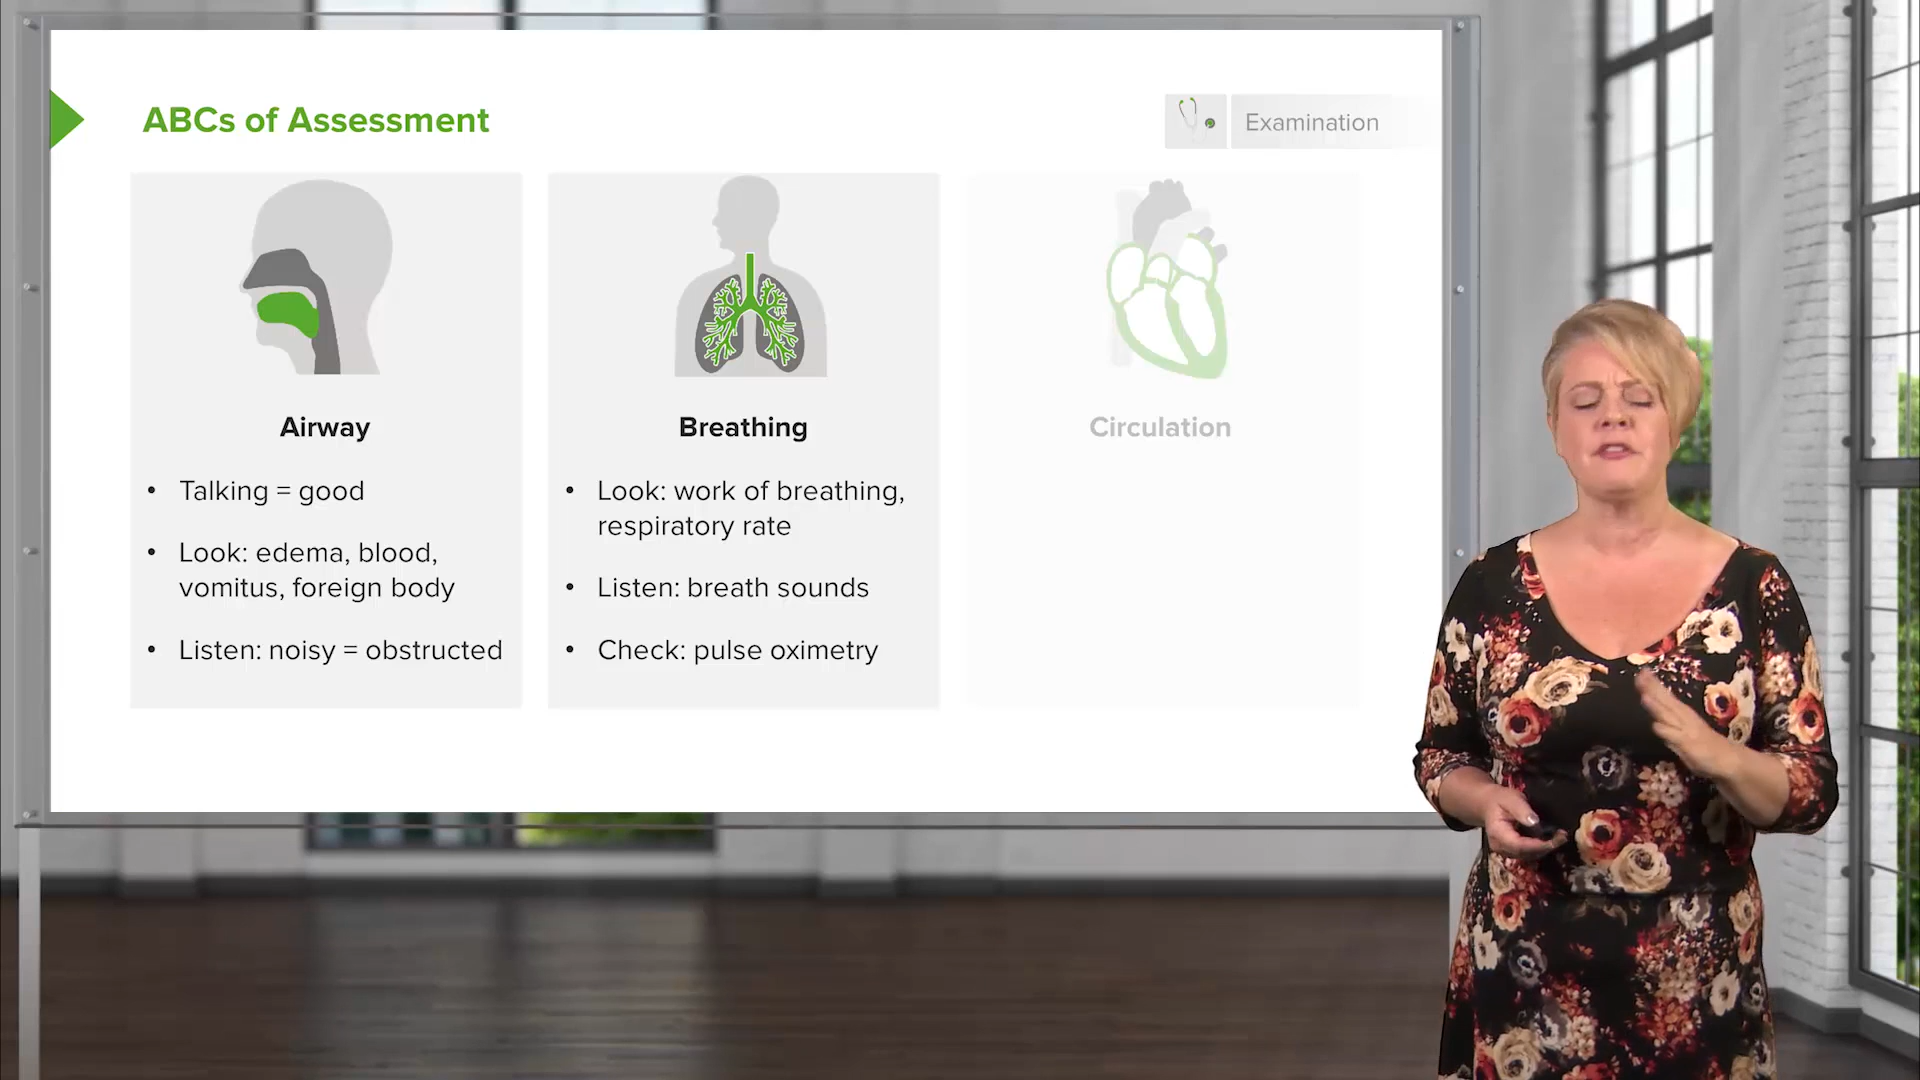 ABCs of Assessment
Examination
Airway
• Talking = good
• Look: edema, blood,
vomitus, foreign body
• Listen: noisy = obstructed
Breathing
• Look: work of breathing,
respiratory rate
• Listen: breath sounds
• Check: pulse oximetry
Circulation